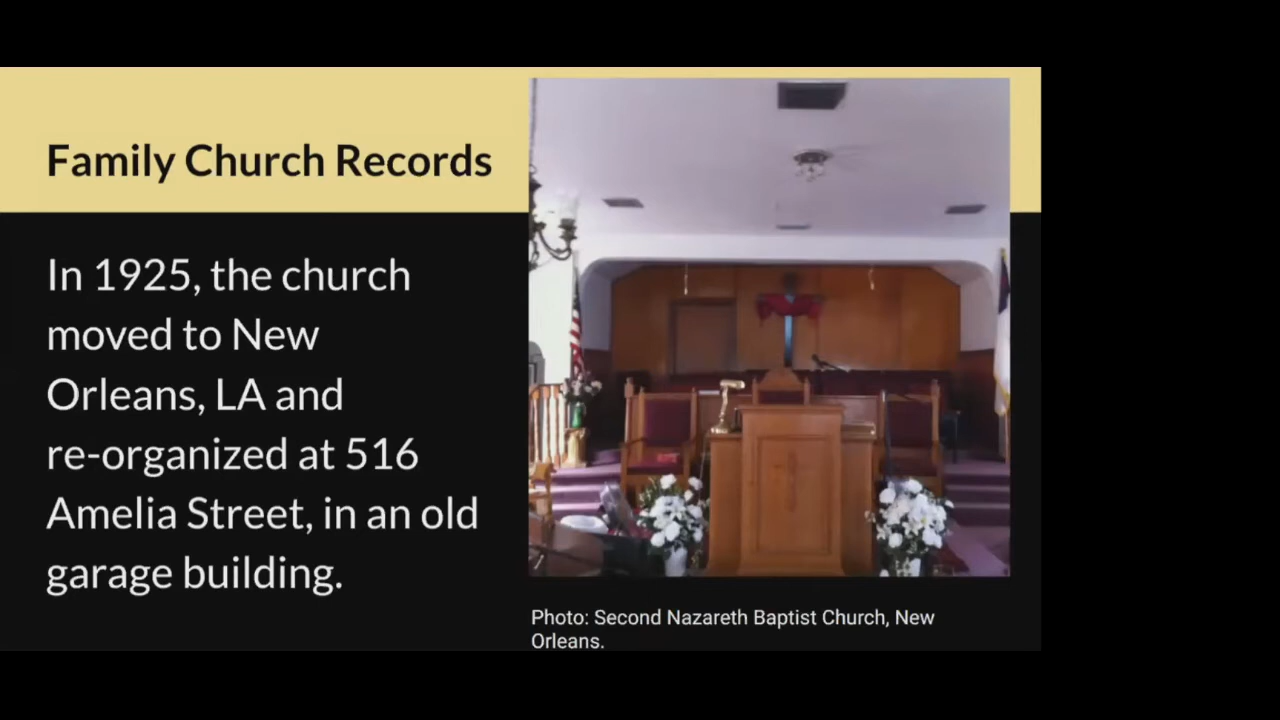 Family Church Records
In 1925, the church
moved to New
Orleans, LA and
re-organized at 516
Amelia Street, in an old
garage building.
Photo: Second Nazareth Baptist Church, New
Orleans.